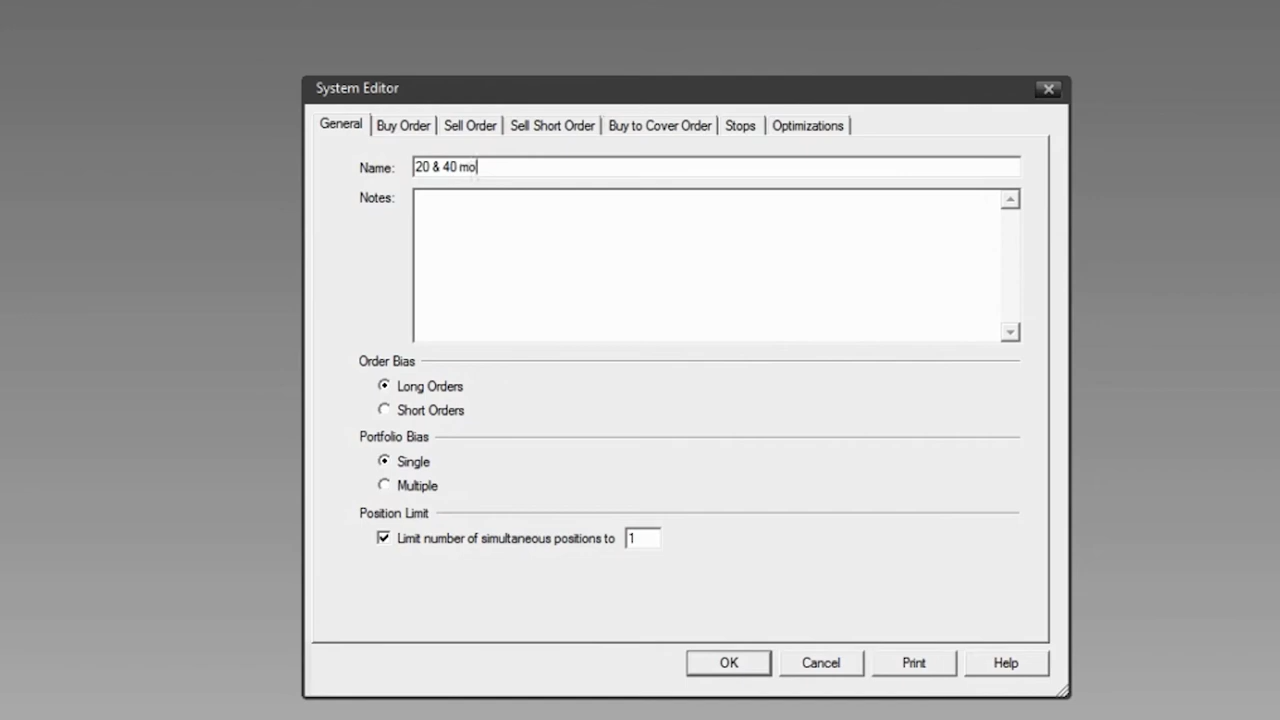 System Editor
General Buy Order Sell Order Sell Short Order Buy to Cover Order Stops Optimizations
Name: 20 & 40 mo
Notes:
Order Bias
Long Orders
Short Orders
Portfolio Bias
Single
Multiple
Position Limit
Limit number of simultaneous positions to 1
OK Cancel Print Help